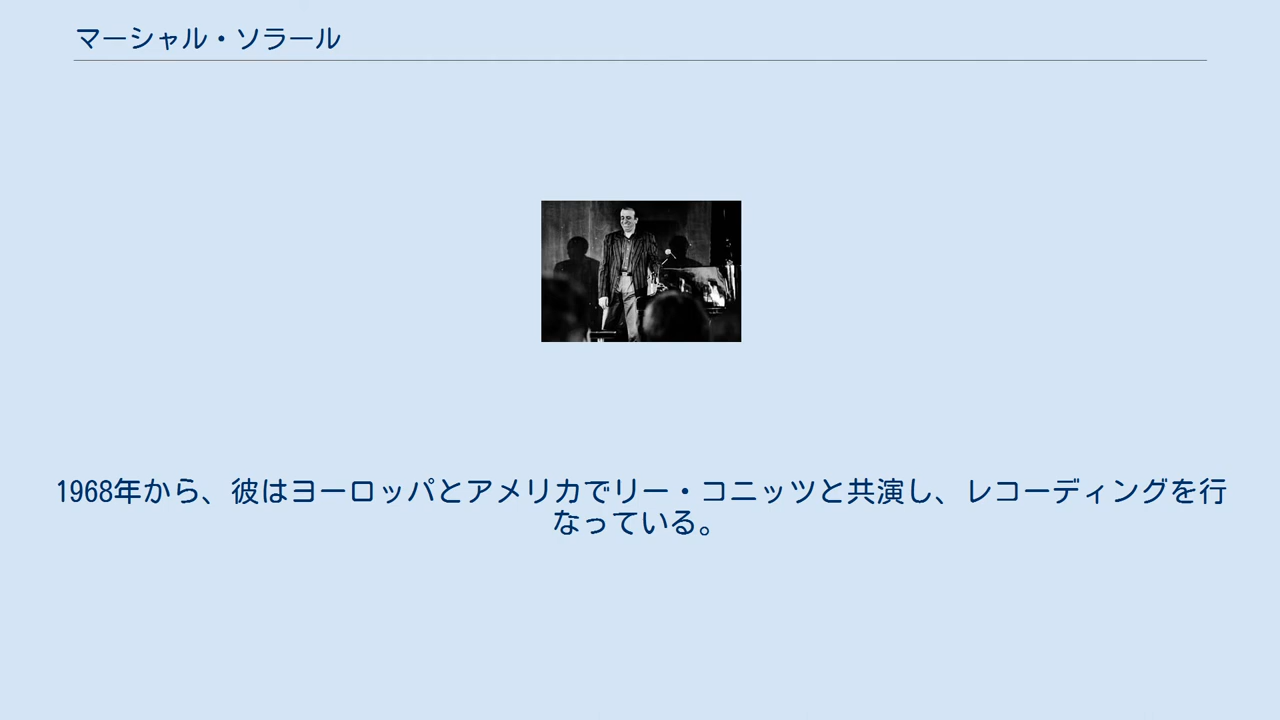 マーシャル・ソラール
1968年から、彼はヨーロッパとアメリカでリー・コニッツと共演し、レコーディングを行
なっている。